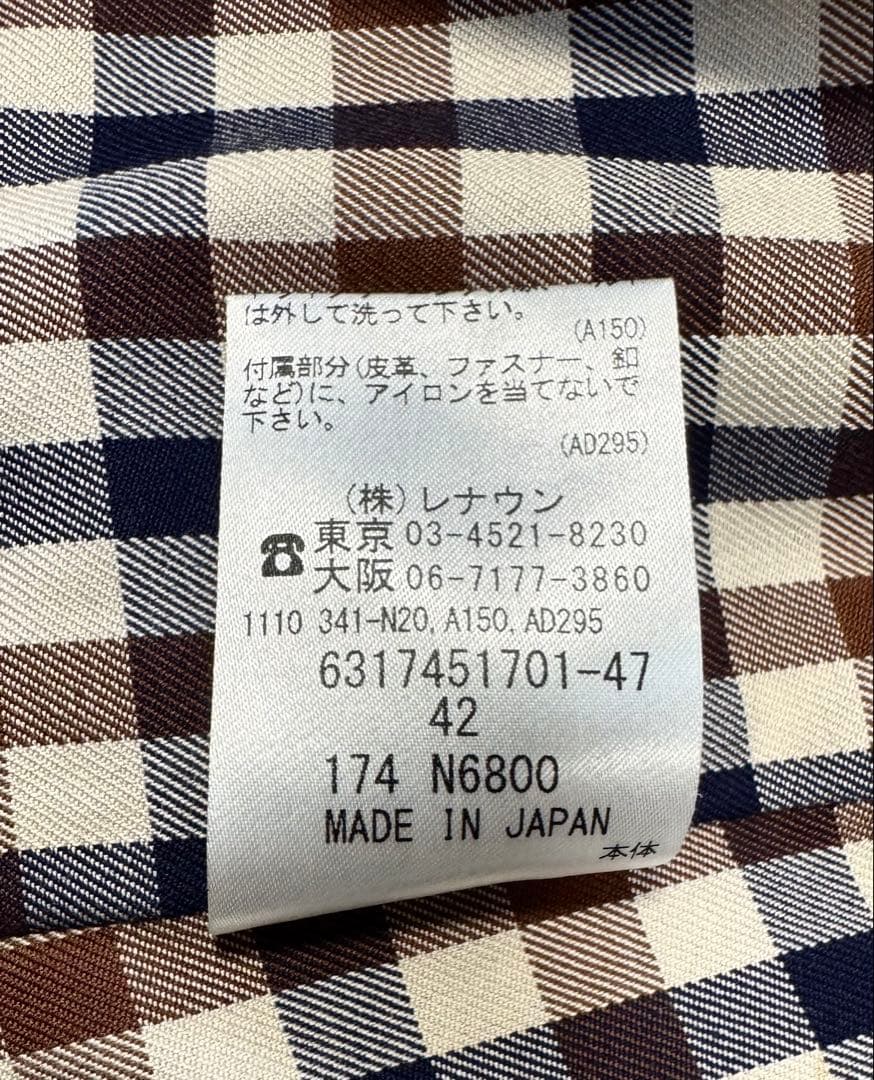 は外して洗って下さい。
(A150)
付属部分(皮革、ファスナー、釦
など)に、アイロンを当てないで
下さい。
(AD295)
(株)レナウン
☎東京 03-4521-8230
大阪 06-7177-3860
1110 341-N20, A150, AD295
6317451701-47
42
174 N6800
MADE IN JAPAN
本体